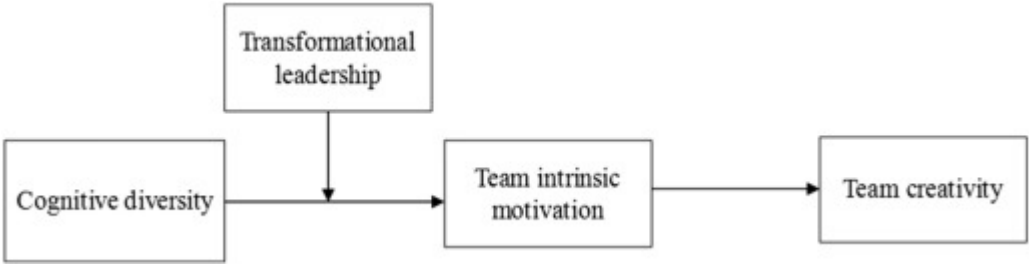 Transformational
leadership
Cognitive diversity
Team intrinsic
motivation
Team creativity